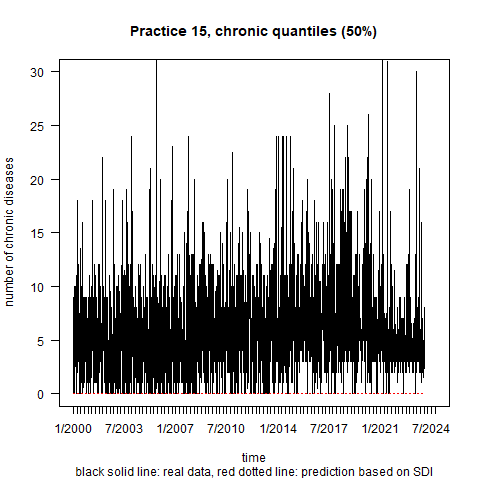 Practice 15, chronic quantiles (50%)
number of chronic diseases
30
25
20
15
10
5
0
1/2000 7/2003 1/2007 7/2010 1/2014 7/2017 1/2021 7/2024
time
black solid line: real data, red dotted line: prediction based on SDI